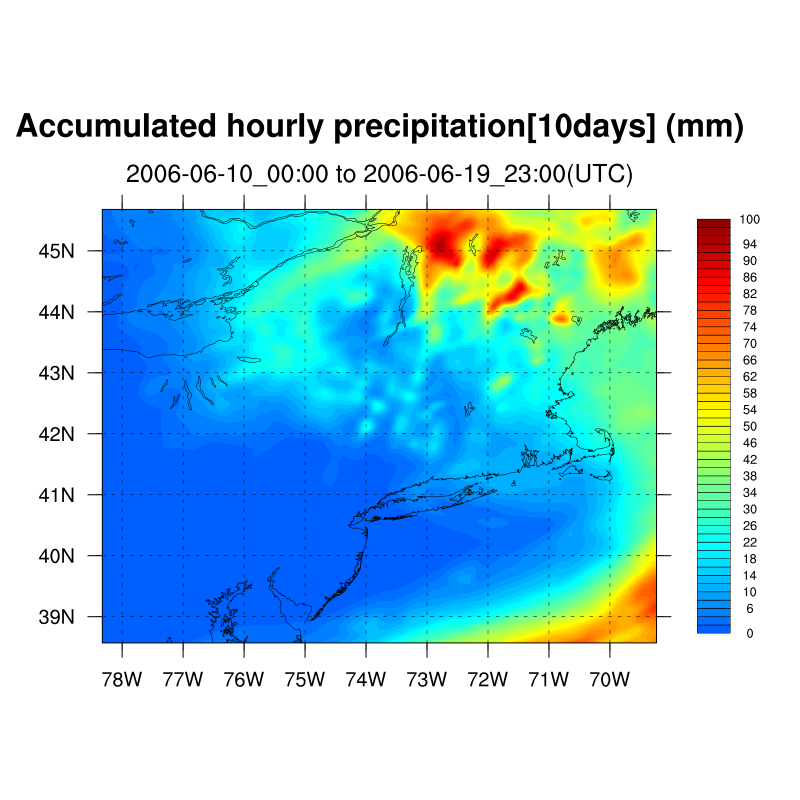 Accumulated hourly precipitation[10days] (mm)
2006-06-10_00:00 to 2006-06-19_23:00(UTC)
100
94
90
86
82
78
74
70
66
62
58
54
50
46
42
38
34
30
26
22
18
14
10
6
0
45N
44N
43N
42N
41N
40N
39N
78W 77W 76W 75W 74W 73W 72W 71W 70W